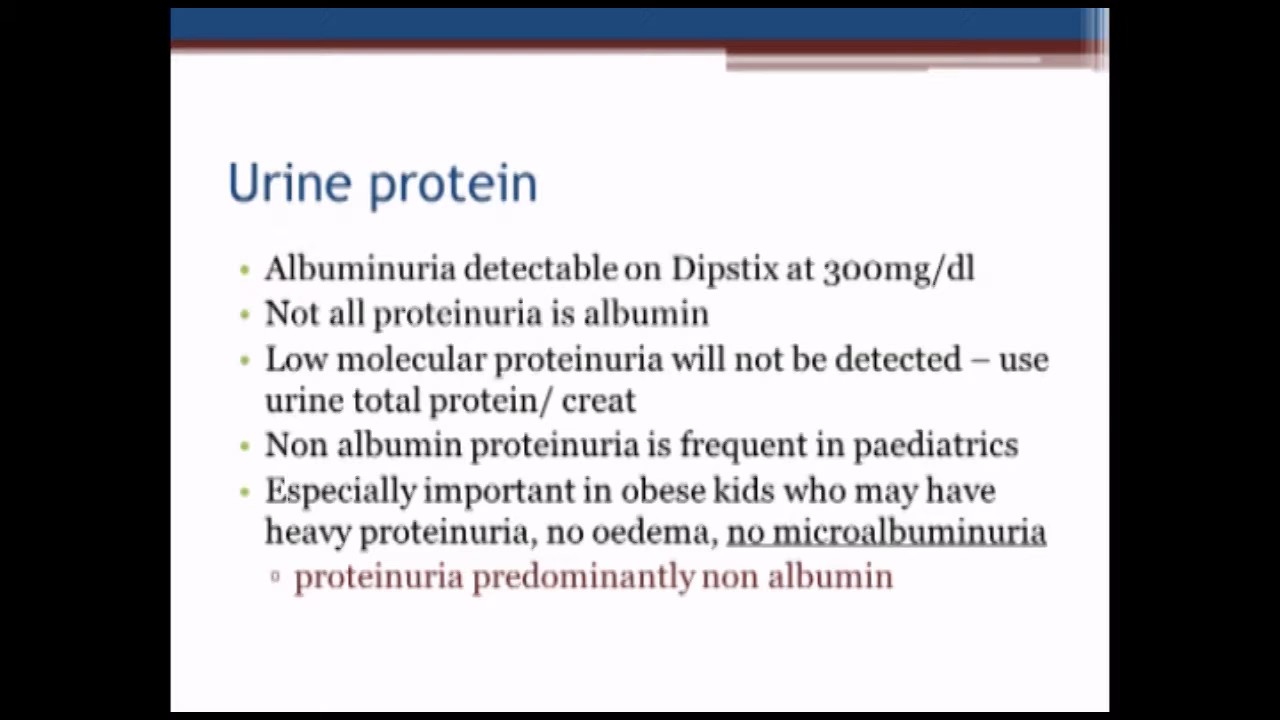 Urine protein
• Albuminuria detectable on Dipstix at 300mg/dl
• Not all proteinuria is albumin
• Low molecular proteinuria will not be detected – use
urine total protein/ creat
• Non albumin proteinuria is frequent in paediatrics
• Especially important in obese kids who may have
heavy proteinuria, no oedema, no microalbuminuria
▫ proteinuria predominantly non albumin